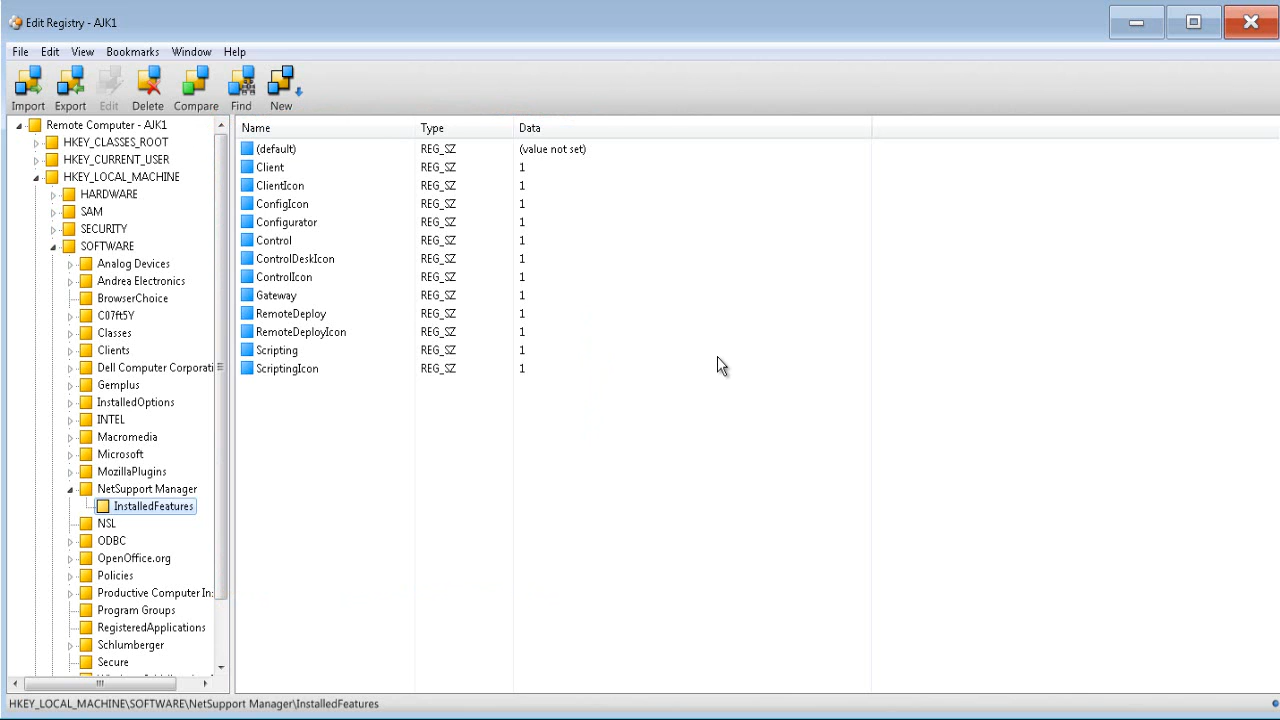 Edit Registry - AJK1
File Edit View Bookmarks Window Help
Import Export Edit Delete Compare Find New
Remote Computer - AJK1
HKEY_CLASSES_ROOT
HKEY_CURRENT_USER
HKEY_LOCAL_MACHINE
HARDWARE
SAM
SECURITY
SOFTWARE
Analog Devices
Andrea Electronics
BrowserChoice
C07ft5Y
Classes
Clients
Dell Computer Corporati
Gemplus
InstalledOptions
INTEL
Macromedia
Microsoft
MozillaPlugins
NetSupport Manager
InstalledFeatures
NSL
ODBC
OpenOffice.org
Policies
Productive Computer In
Program Groups
RegisteredApplications
Schlumberger
Secure
Name Type Data
(default) REG_SZ (value not set)
Client REG_SZ 1
ClientIcon REG_SZ 1
ConfigIcon REG_SZ 1
Configurator REG_SZ 1
Control REG_SZ 1
ControlDeskIcon REG_SZ 1
ControlIcon REG_SZ 1
Gateway REG_SZ 1
RemoteDeploy REG_SZ 1
RemoteDeployIcon REG_SZ 1
Scripting REG_SZ 1
ScriptingIcon REG_SZ 1
HKEY_LOCAL_MACHINE\SOFTWARE\NetSupport Manager\InstalledFeatures